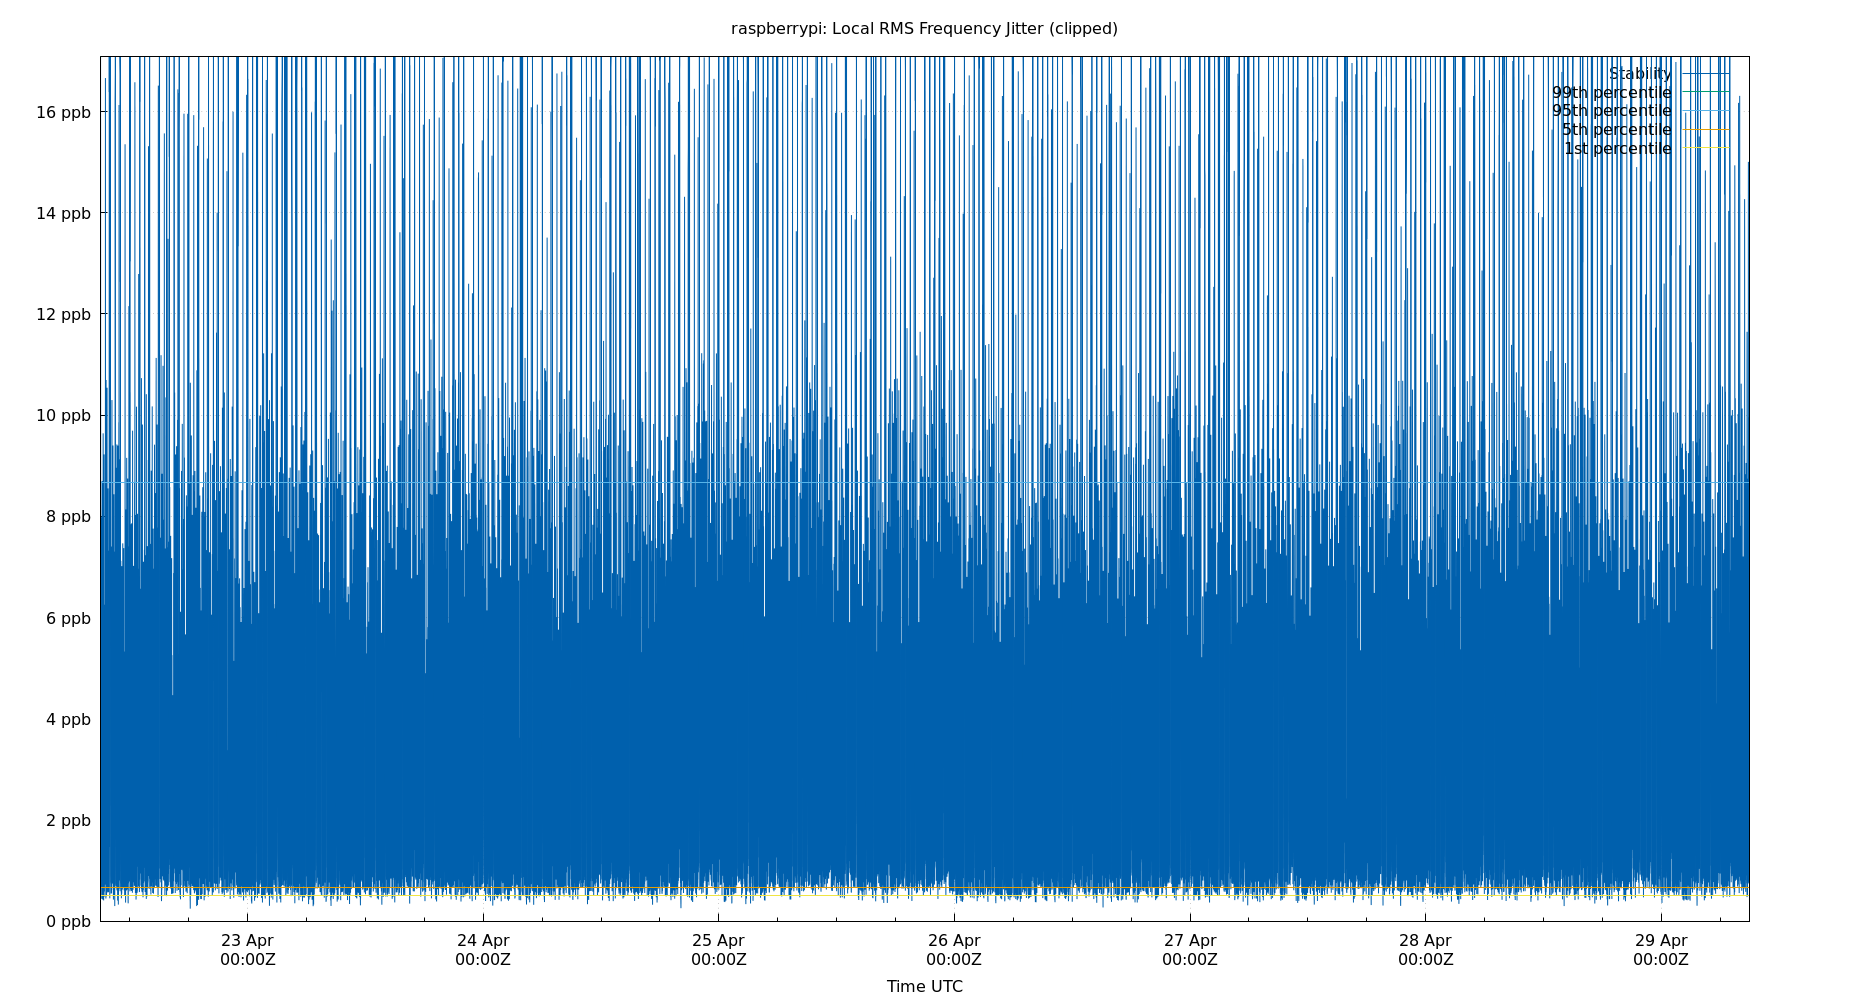 raspberrypi: Local RMS Frequency Jitter (clipped)
Stability
99th percentile
95th percentile
5th percentile
1st percentile
16 ppb
14 ppb
12 ppb
10 ppb
8 ppb
6 ppb
4 ppb
2 ppb
0 ppb
23 Apr 24 Apr 25 Apr 26 Apr 27 Apr 28 Apr 29 Apr
00:00Z 00:00Z 00:00Z 00:00Z 00:00Z 00:00Z 00:00Z
Time UTC